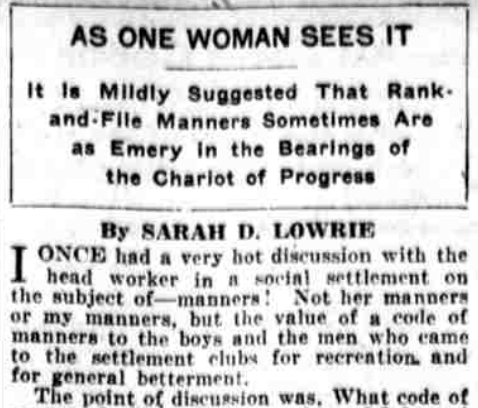 AS ONE WOMAN SEES IT
It Is Mildly Suggested That Rank-
and-File Manners Sometimes Are
as Emery in the Bearings of
the Chariot of Progress
By SARAH D. LOWRIE
I ONCE had a very hot discussion with the
head worker in a social settlement on
the subject of—manners! Not her manners
or my manners, but the value of a code of
manners to the boys and the men who came
to the settlement clubs for recreation and
for general betterment.
The point of discussion was, What code of